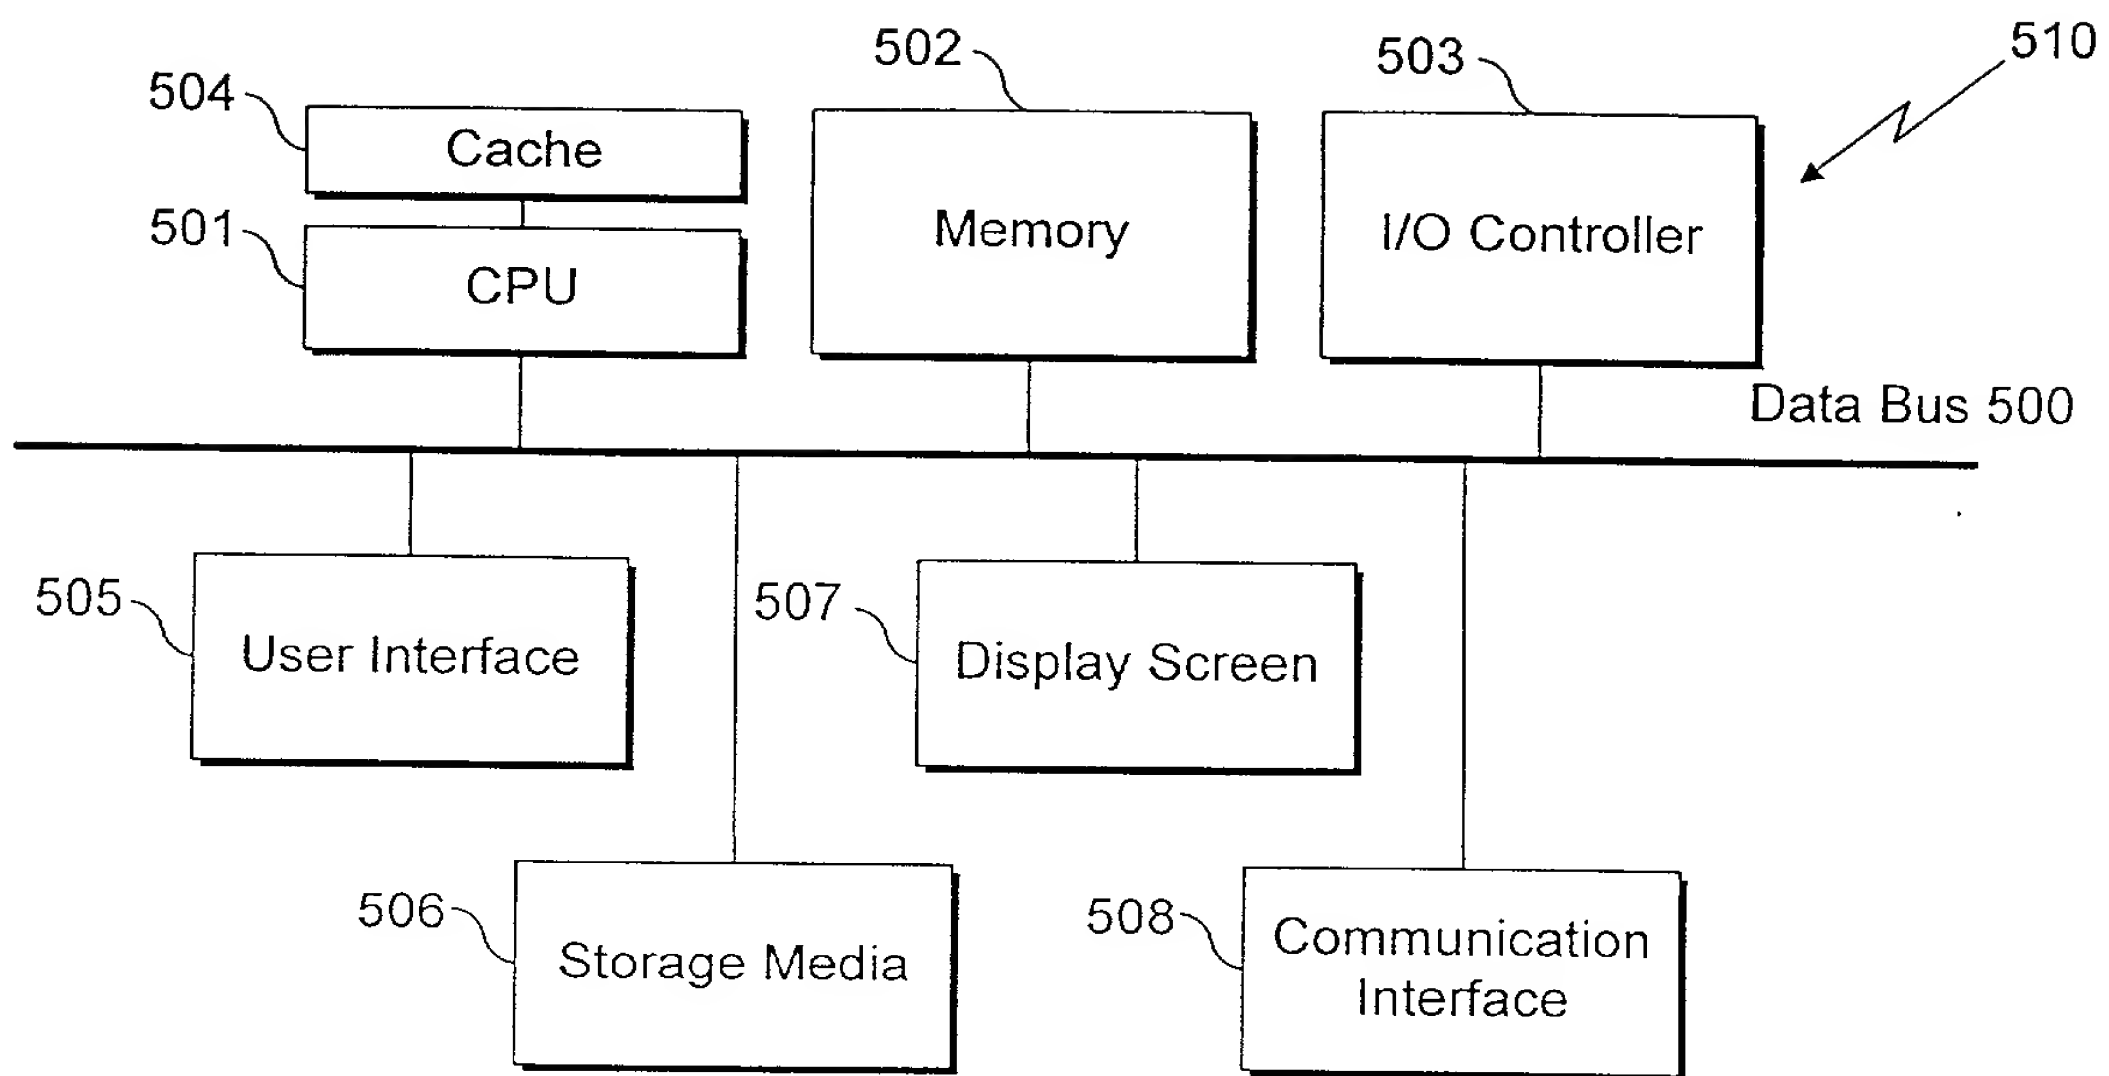 502
503
510
504
Cache
501
CPU
Memory
I/O Controller
Data Bus 500
505
User Interface
507
Display Screen
506
Storage Media
508
Communication
Interface